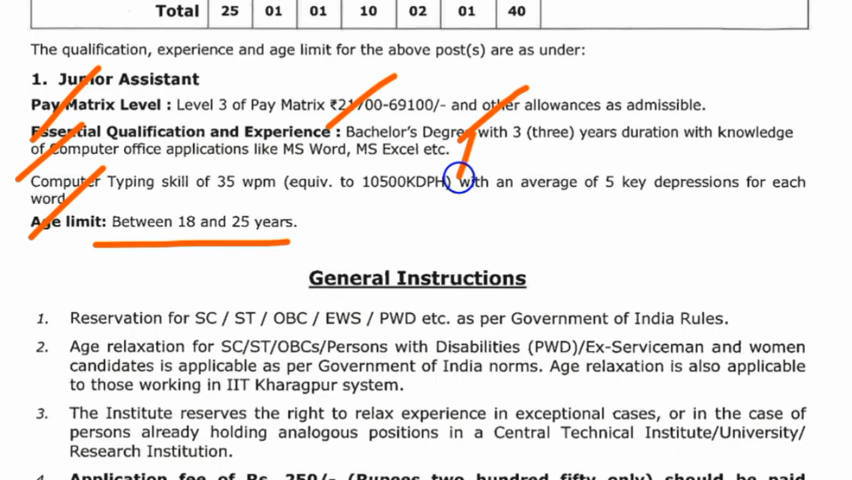 Total 25 01 01 10 02 01 40
The qualification, experience and age limit for the above post(s) are as under:
1. Junior Assistant
Pay Matrix Level : Level 3 of Pay Matrix ₹21700-69100/- and other allowances as admissible.
Essential Qualification and Experience : Bachelor's Degree with 3 (three) years duration with knowledge
of Computer office applications like MS Word, MS Excel etc.
Computer Typing skill of 35 wpm (equiv. to 10500KDPH) with an average of 5 key depressions for each
word
Age limit: Between 18 and 25 years.
General Instructions
1. Reservation for SC / ST / OBC / EWS / PWD etc. as per Government of India Rules.
2. Age relaxation for SC/ST/OBCs/Persons with Disabilities (PWD)/Ex-Serviceman and women
candidates is applicable as per Government of India norms. Age relaxation is also applicable
to those working in IIT Kharagpur system.
3. The Institute reserves the right to relax experience in exceptional cases, or in the case of
persons already holding analogous positions in a Central Technical Institute/University/
Research Institution.
4. Application fee of Rs. 250/- (Rupees two hundred fifty only) should be paid